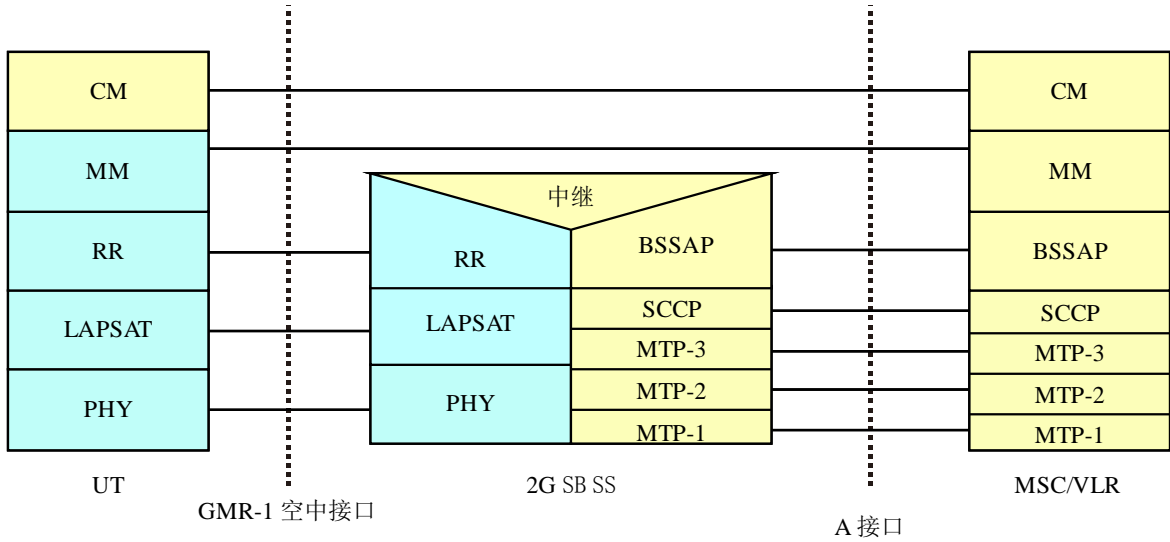 CM
MM
RR
LAPSAT
PHY
UT
GMR-1 空中接口
中继
RR
LAPSAT
PHY
BSSAP
SCCP
MTP-3
MTP-2
MTP-1
2G SB SS
A 接口
CM
MM
BSSAP
SCCP
MTP-3
MTP-2
MTP-1
MSC/VLR